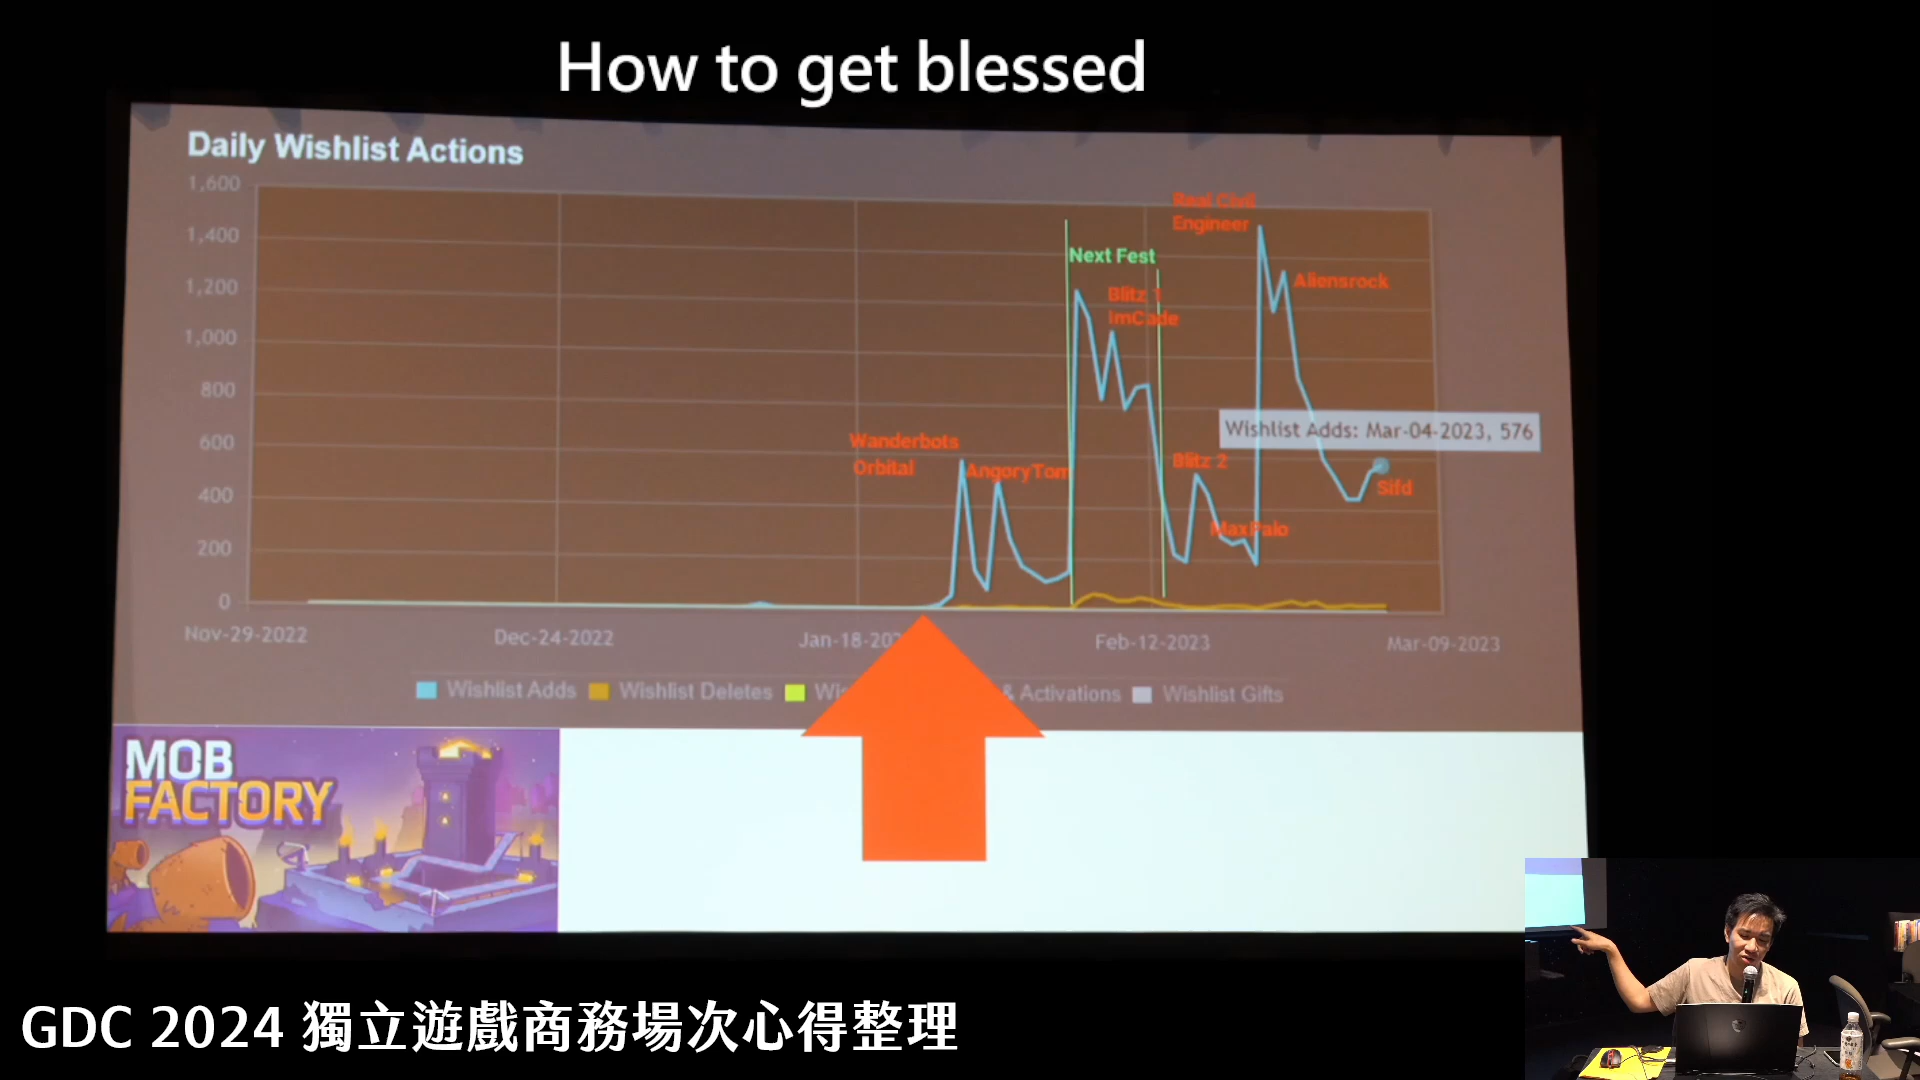 How to get blessed
Daily Wishlist Actions
1,600
1,400
1,200
1,000
800
600
400
200
0
Real Civil
Engineer
Next Fest
Aliensrock
Blitz 1
ImCade
Wishlist Adds: Mar-04-2023, 576
Wanderbots
Orbital
AngoryTom
Blitz 2
Sifd
MaxPalo
Nov-29-2022
Dec-24-2022
Jan-18-20
Feb-12-2023
Mar-09-2023
Wishlist Adds
Wishlist Deletes
& Activations
Wishlist Gifts
MOB
FACTORY
GDC 2024 獨立遊戲商務場次心得整理